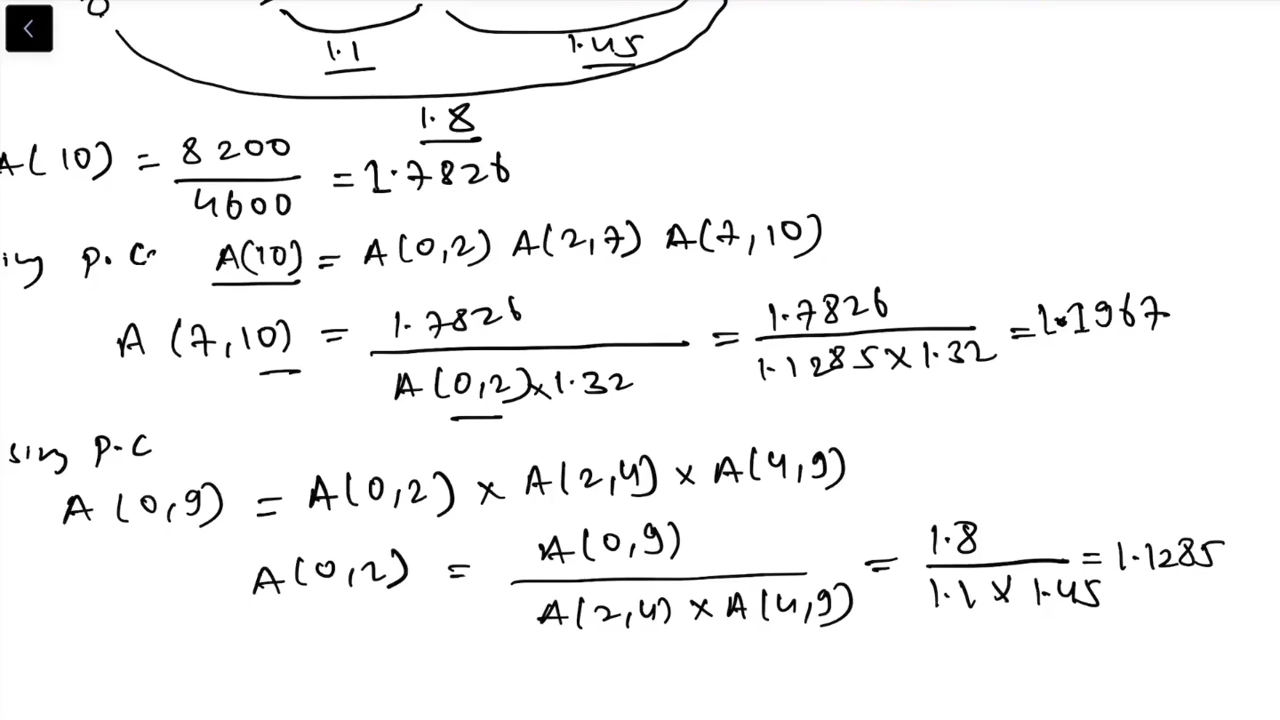 1.1 1.45
1.8
A(10) = 8200/4600 = 1.7826
sing P.C A(10) = A(0,2) A(2,7) A(7,10)
A(7,10) = 1.7826/A(0,2)×1.32 = 1.7826/1.1285×1.32 = 1.1967
sing P.C
A(0,9) = A(0,2) × A(2,4) × A(4,9)
A(0,2) = A(0,9)/A(2,4) × A(4,9) = 1.8/1.1 × 1.45 = 1.1285